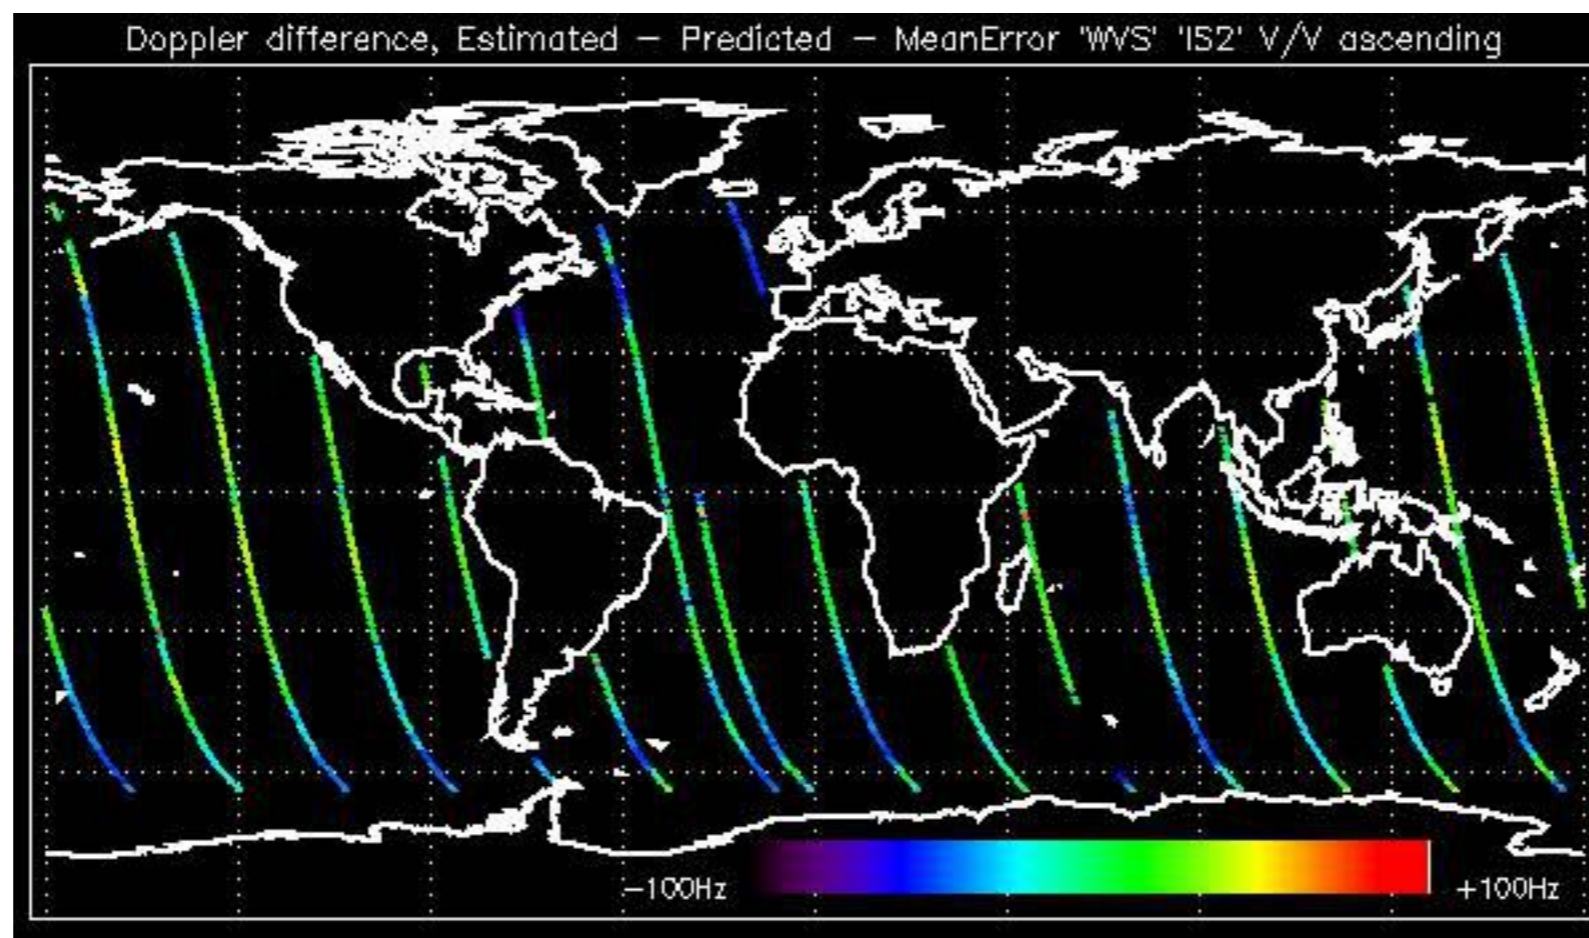 Doppler difference, Estimated – Predicted – MeanError 'WVS' 'IS2' V/V ascending
–100Hz
+100Hz